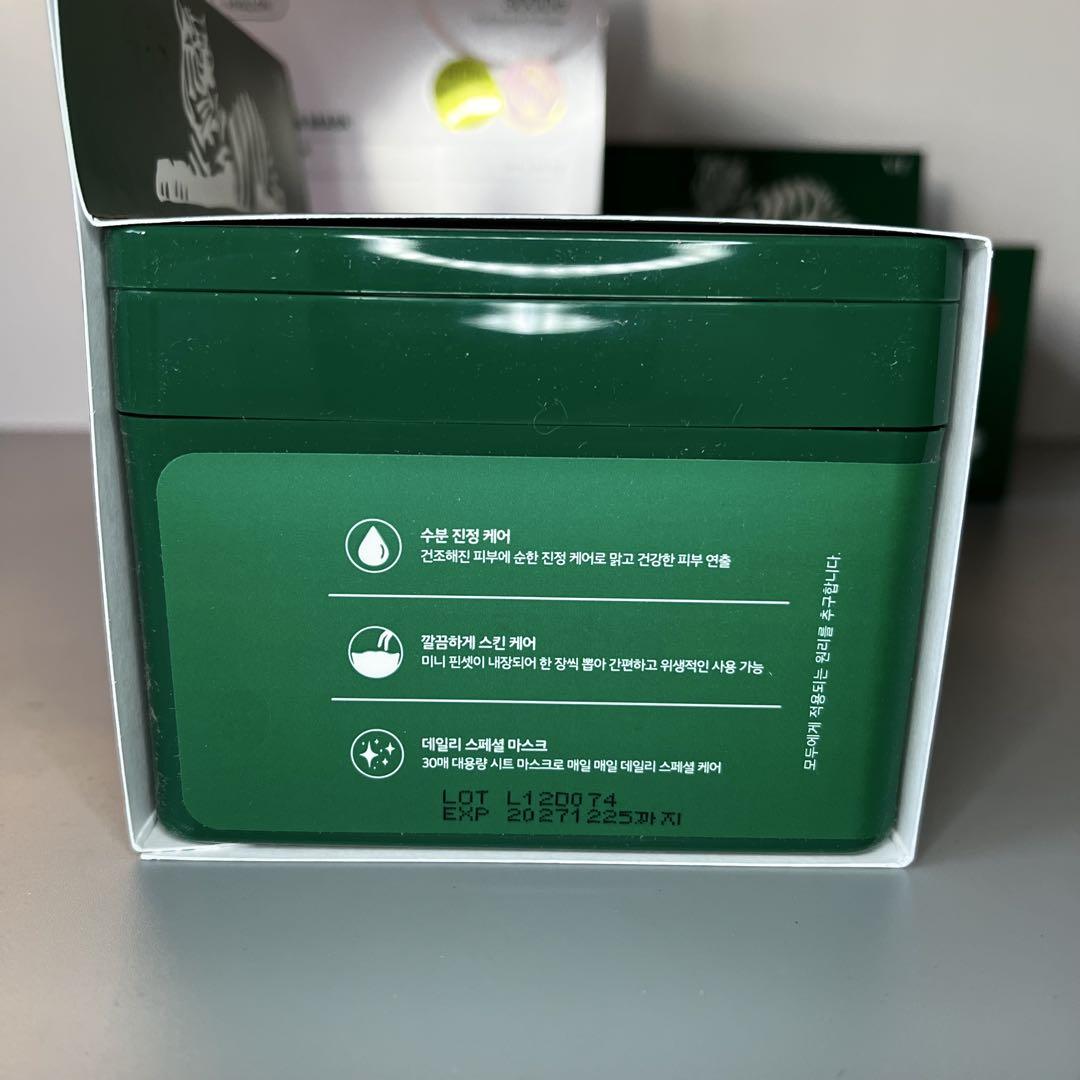 수분 진정 케어
건조해진 피부에 순한 진정 케어로 맑고 건강한 피부 연출
깔끔하게 스킨 케어
미니 핀셋이 내장되어 한 장씩 뽑아 간편하고 위생적인 사용 가능
데일리 스페셜 마스크
30매 대용량 시트 마스크로 매일 매일 데일리 스페셜 케어
LOT L12D074
EXP 20271225까지
모두에게 적용되는 원리를 추구합니다.